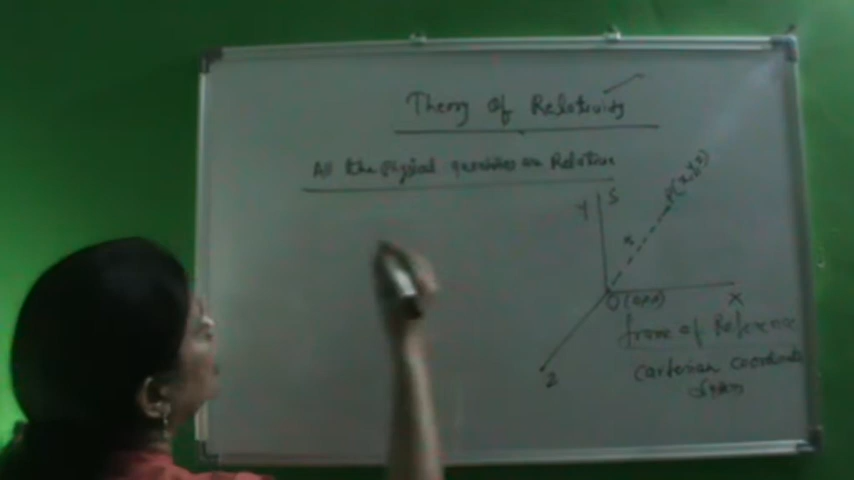 Theory of Relativity
All the physical quantities are Relative
Y S
P(x,y,z)
r
O(0,0,0)
X
Z
frame of Reference
cartesian coordinate
system